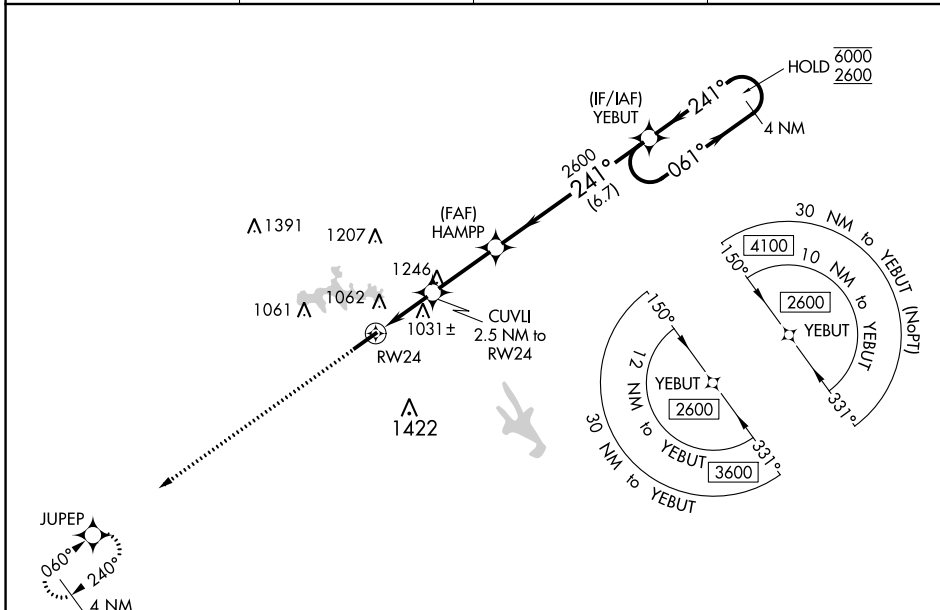 HOLD 6000
2600
(IF/IAF)
YEBUT
241°
4 NM
061°
2600
241°
(6.7)
(FAF)
HAMPP
1391
1207
1246
1061
1062
1031 ±
CUVLI
2.5 NM to
RW24
RW24
1422
30 NM to YEBUT (NoPT)
4100
150°
10 NM to YEBUT
2600
YEBUT
331°
150°
YEBUT
2600
12 NM to YEBUT
331°
3600
30 NM to YEBUT
JUPEP
060°
240°
4 NM